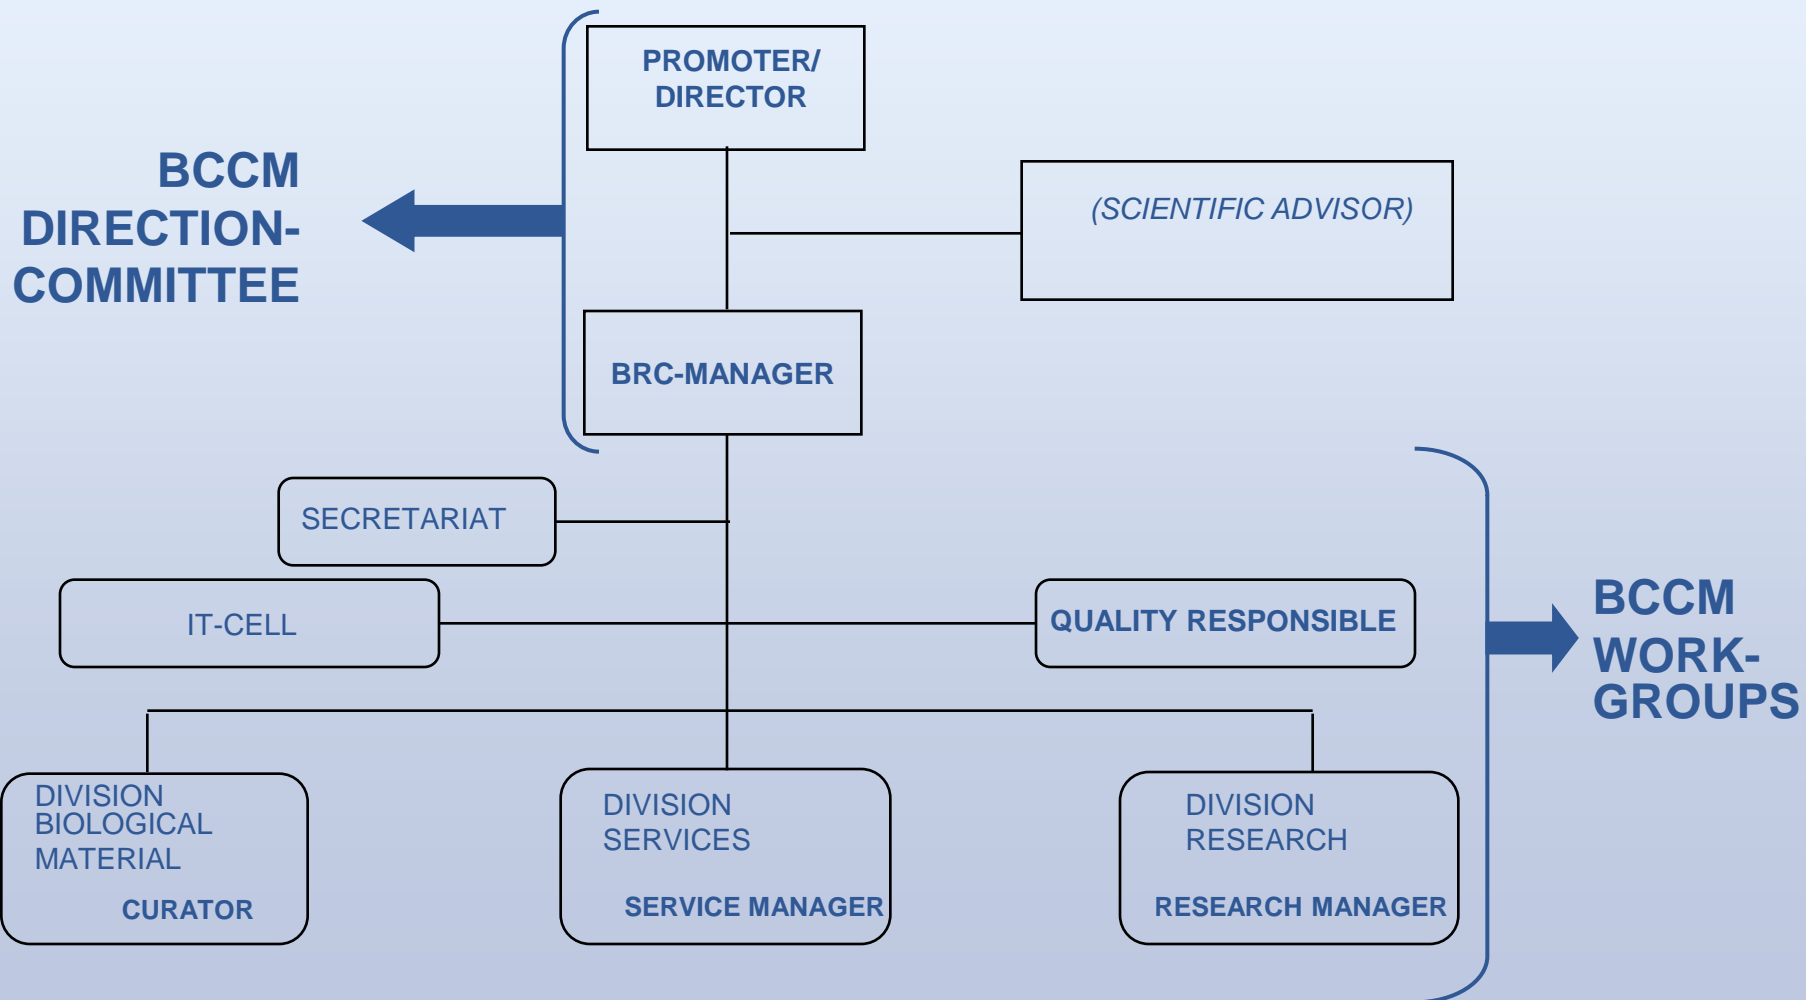 PROMOTER/
DIRECTOR
BCCM
DIRECTION-
COMMITTEE
(SCIENTIFIC ADVISOR)
BRC-MANAGER
SECRETARIAT
IT-CELL
QUALITY RESPONSIBLE
BCCM
WORK-
GROUPS
DIVISION
BIOLOGICAL
MATERIAL
CURATOR
DIVISION
SERVICES
SERVICE MANAGER
DIVISION
RESEARCH
RESEARCH MANAGER